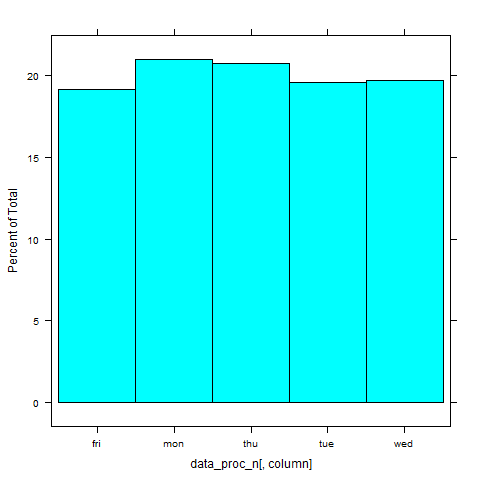 20
15
10
5
0
Percent of Total
fri mon thu tue wed
data_proc_n[, column]